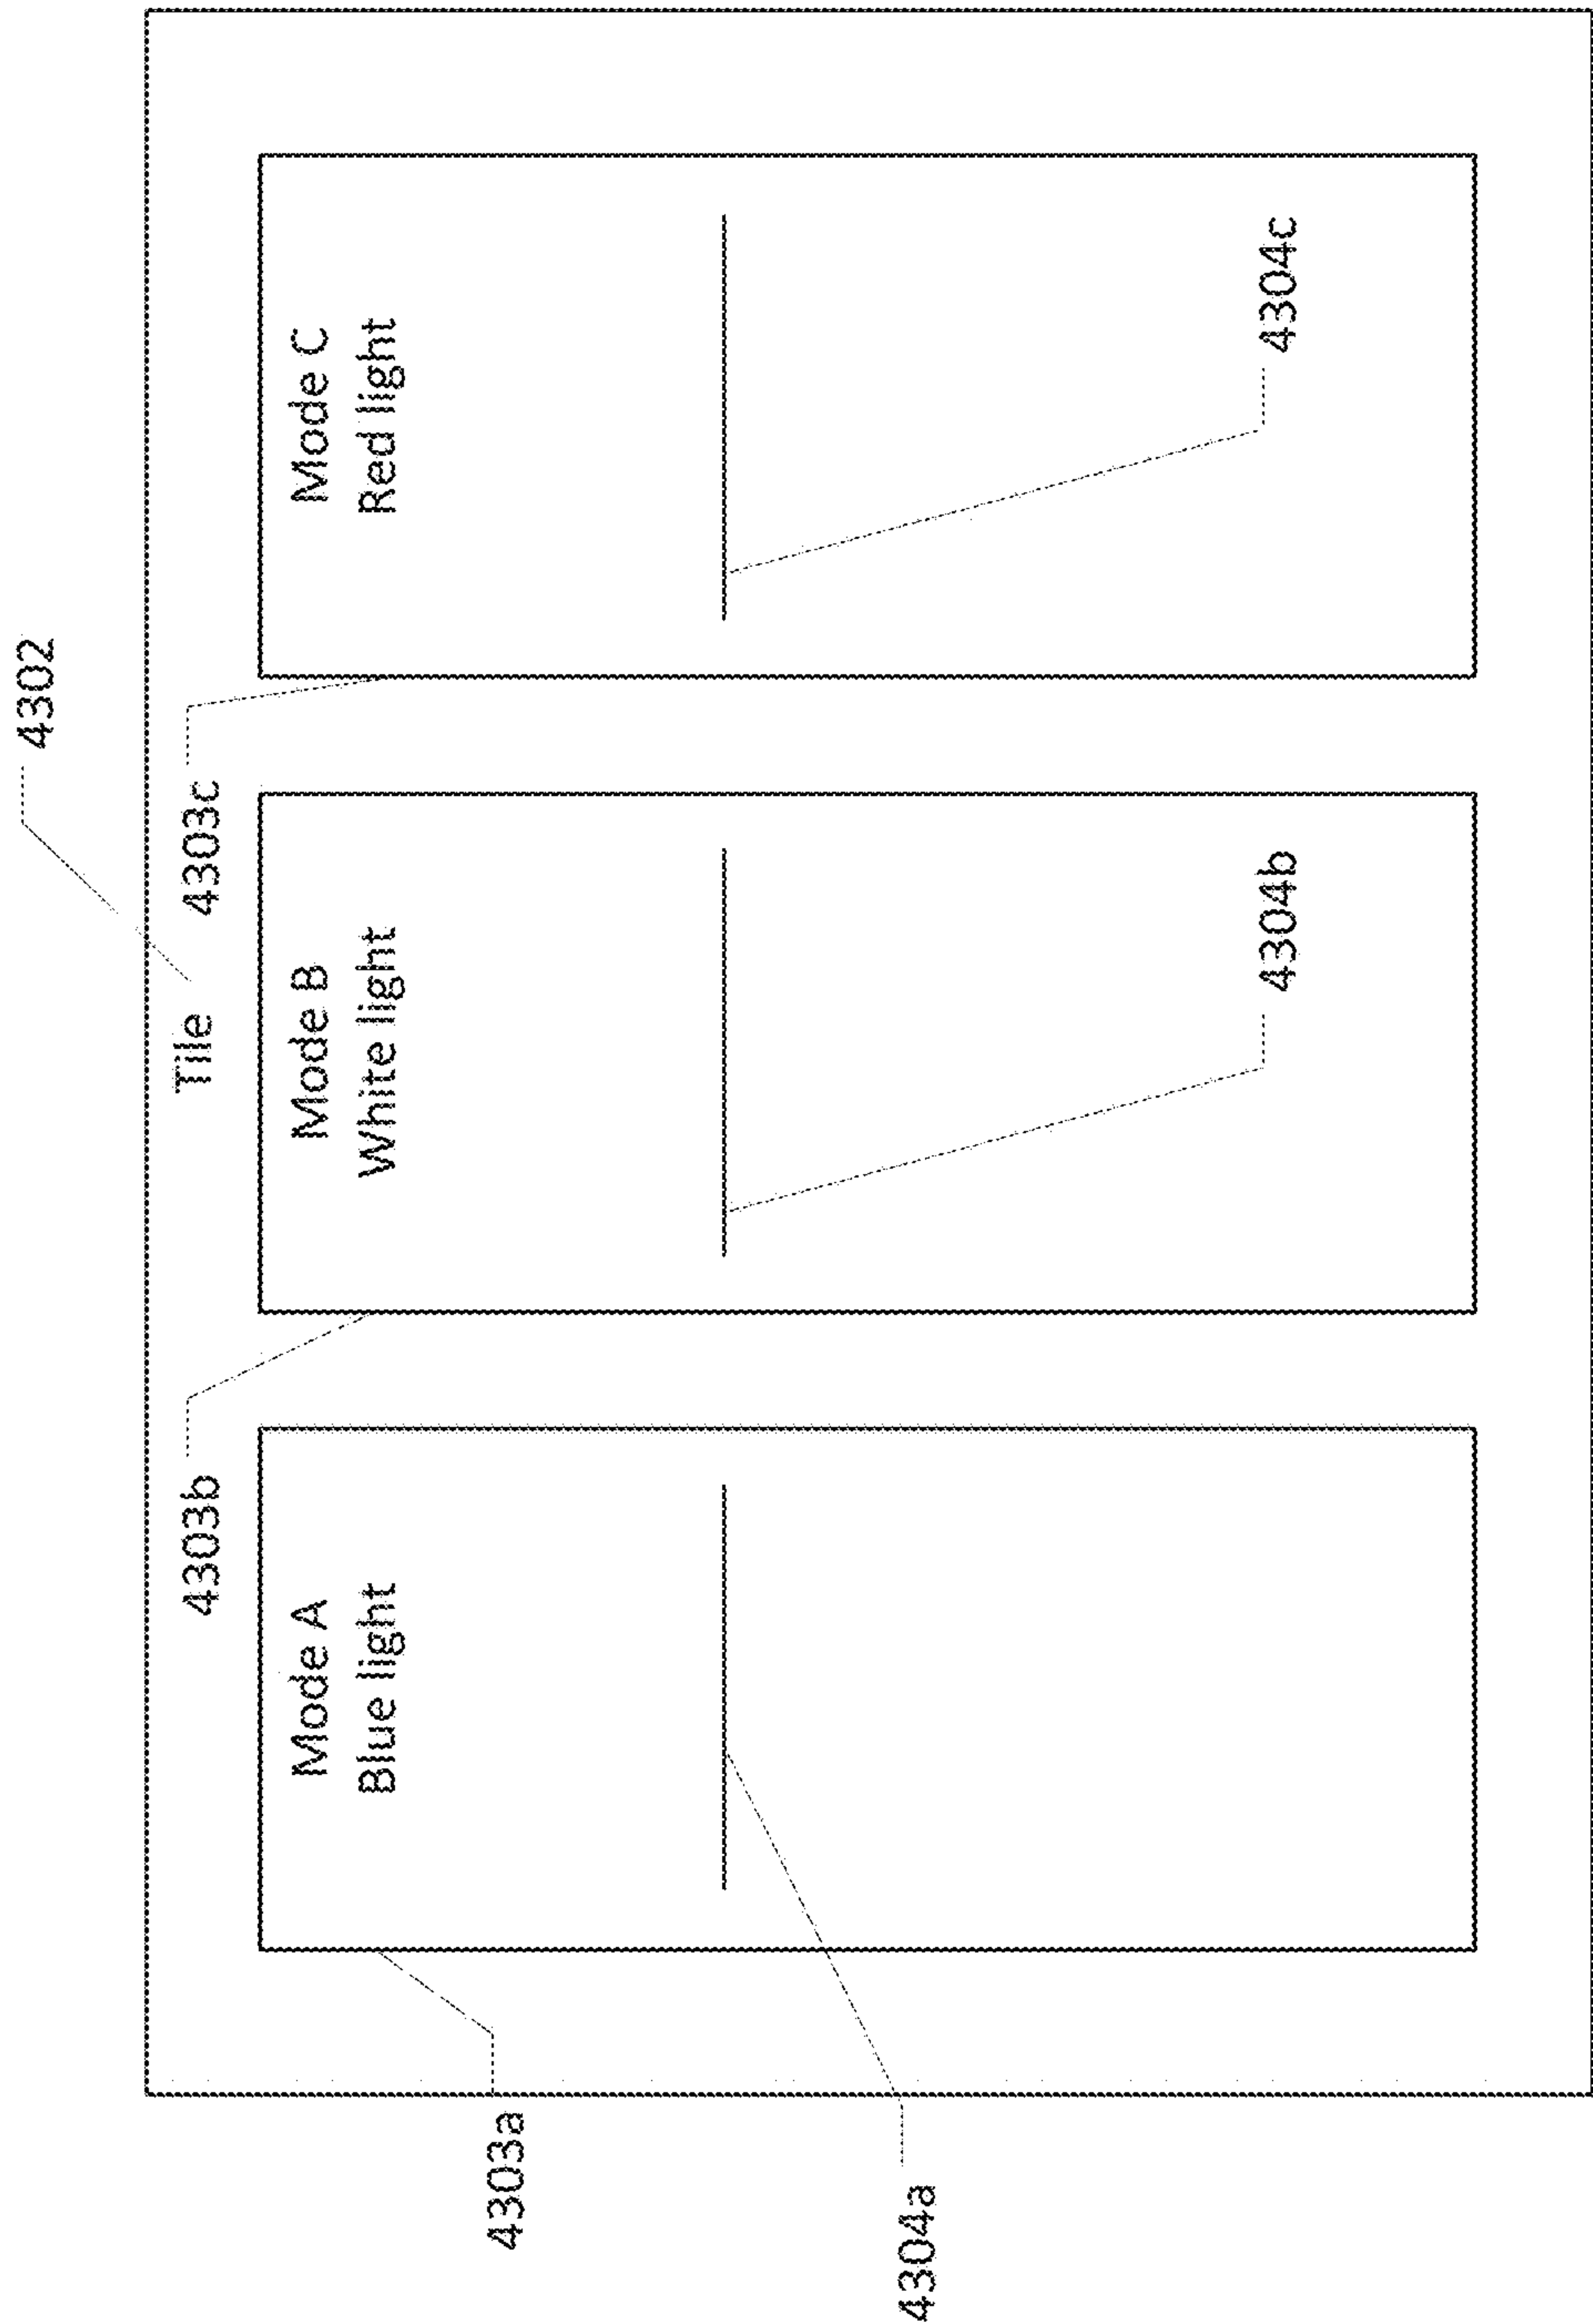 4302
Tile
4303c
4303b
Mode A
Blue light
Mode B
White light
Mode C
Red light
4303a
4304a
4304b
4304c